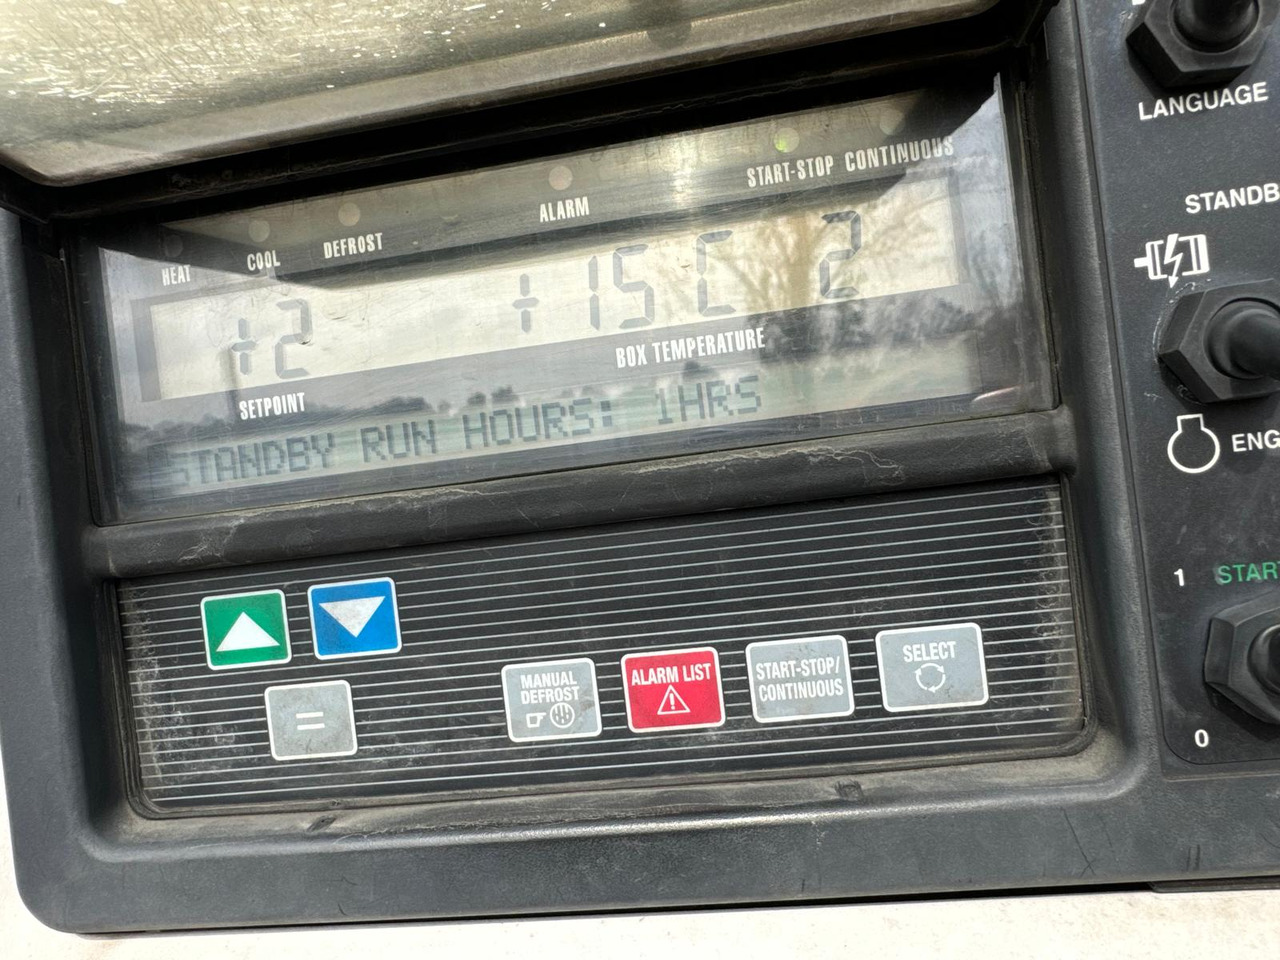 LANGUAGE
START-STOP CONTINUOUS
ALARM
HEAT COOL DEFROST
+2 +15C 2
SETPOINT BOX TEMPERATURE
STANDBY RUN HOURS: 1HRS
STANDB
ENG
1 STAR
0
MANUAL
DEFROST
ALARM LIST
START-STOP/
CONTINUOUS
SELECT